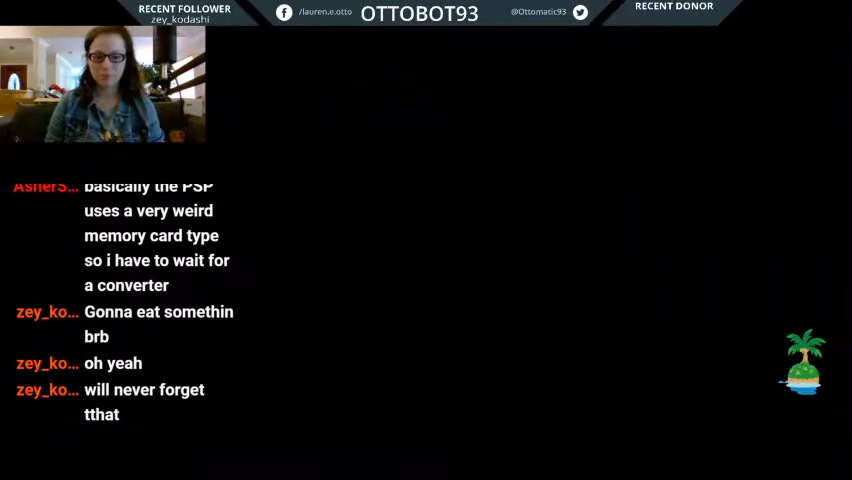 RECENT FOLLOWER
zey_kodashi
/lauren.e.otto
OTTOBOT93
@Ottomatic93
RECENT DONOR
AsherS... basically the PSP
uses a very weird
memory card type
so i have to wait for
a converter
zey_ko... Gonna eat somethin
brb
zey_ko... oh yeah
zey_ko... will never forget
tthat